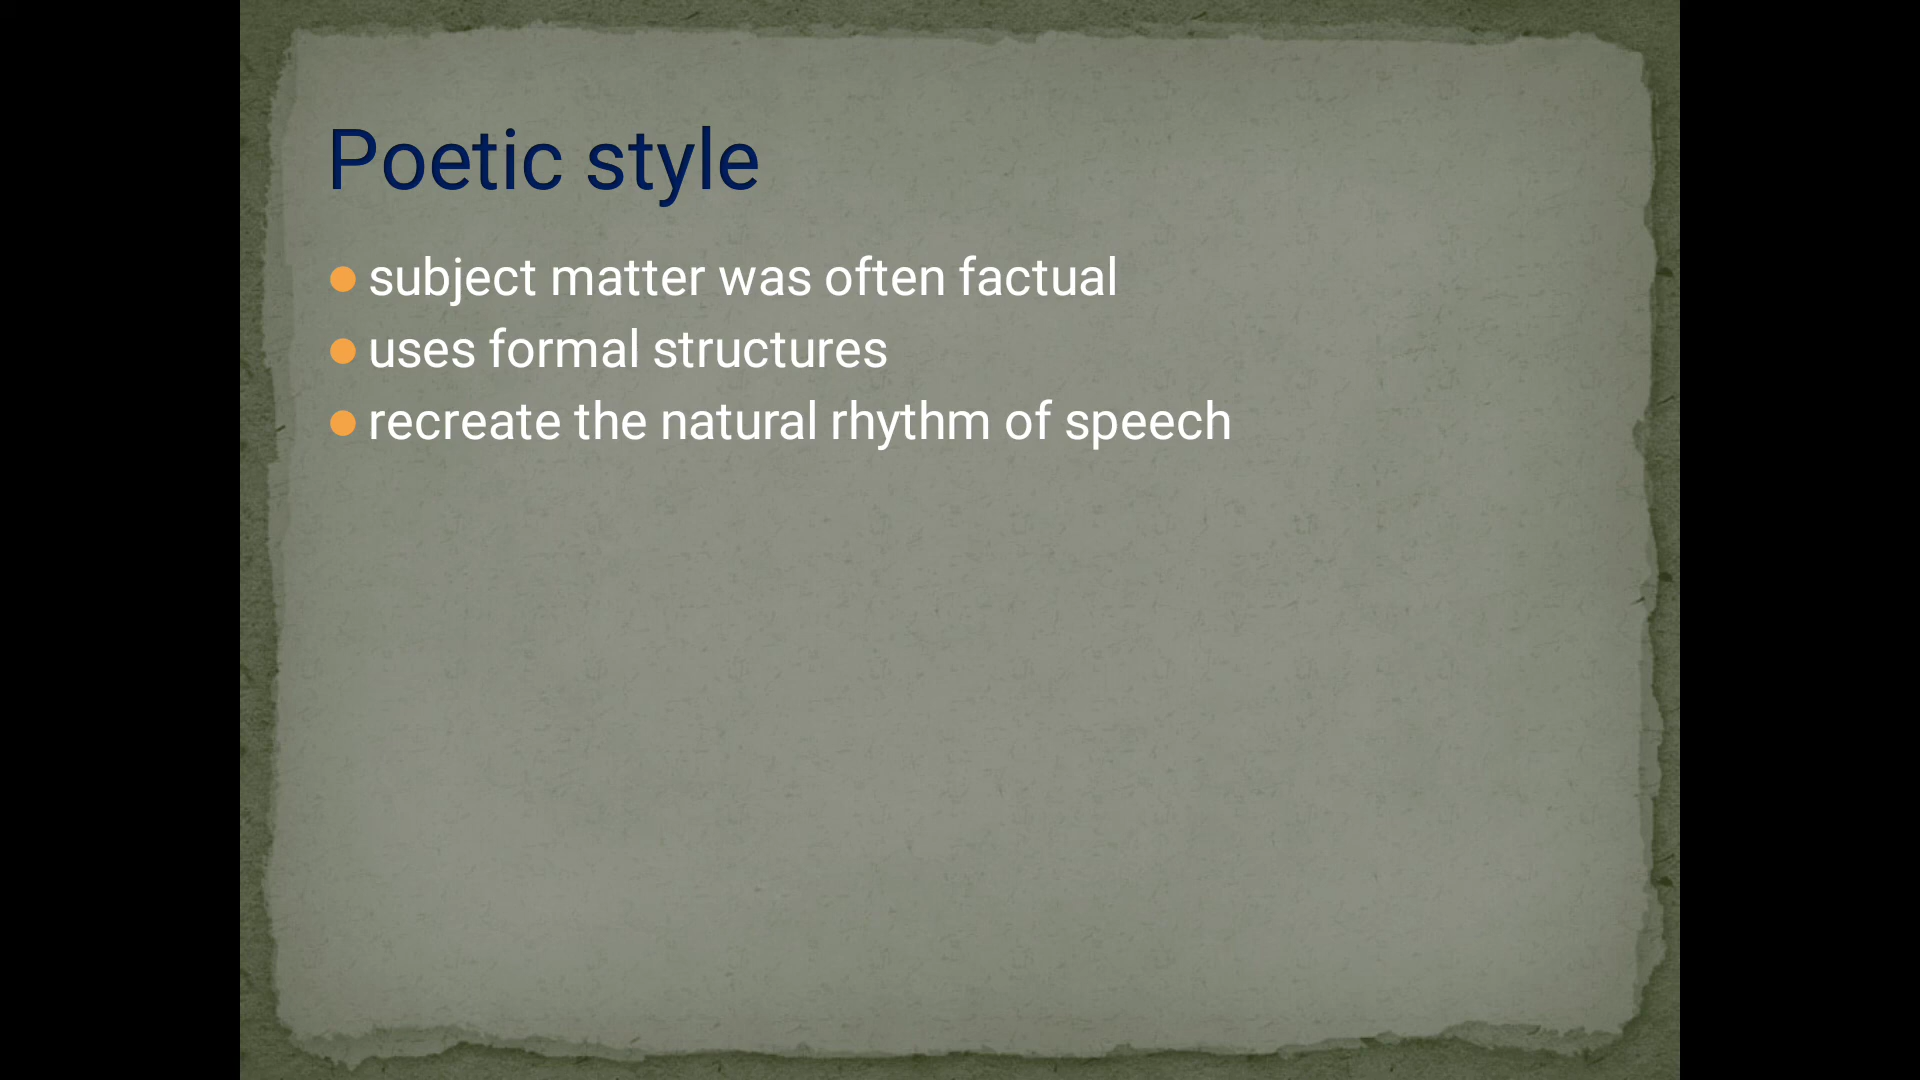 Poetic style
subject matter was often factual
uses formal structures
recreate the natural rhythm of speech